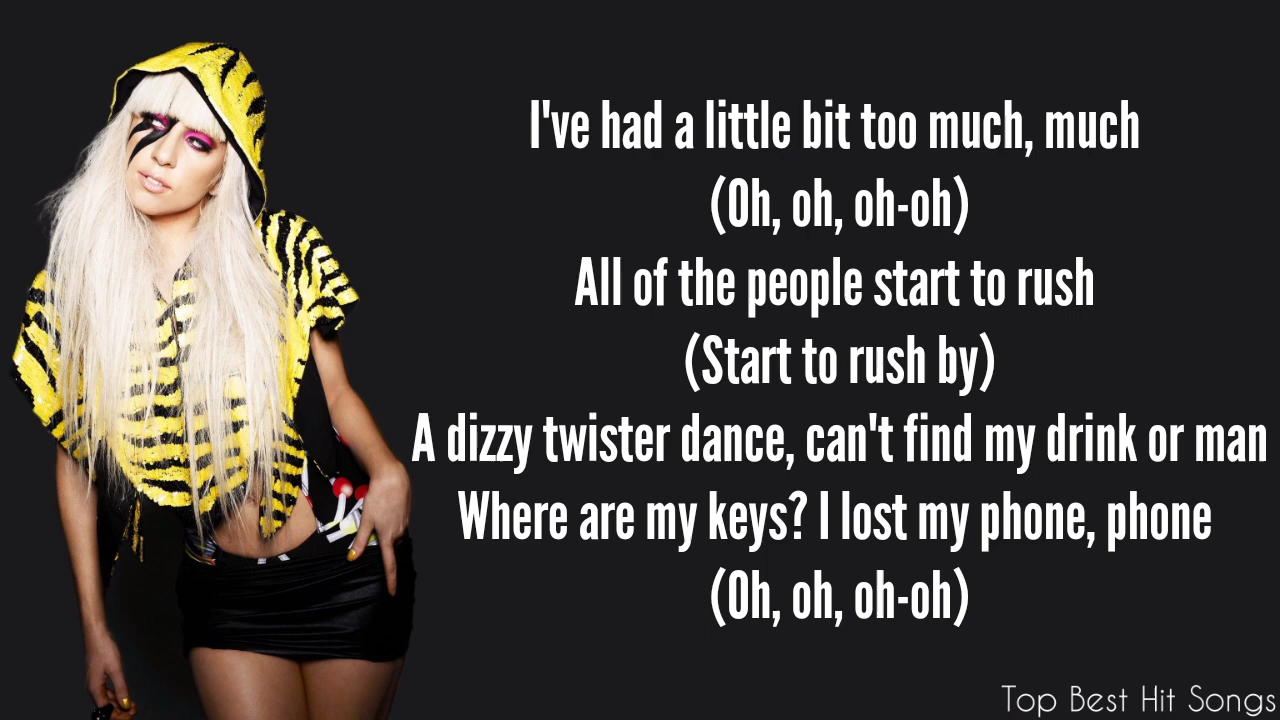 I've had a little bit too much, much
(Oh, oh, oh-oh)
All of the people start to rush
(Start to rush by)
A dizzy twister dance, can't find my drink or man
Where are my keys? I lost my phone, phone
(Oh, oh, oh-oh)
Top Best Hit Songs